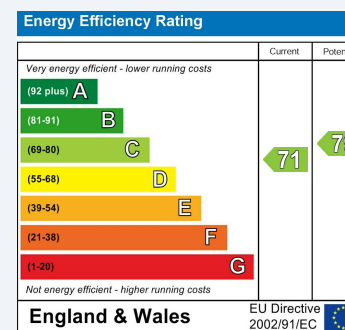 Energy Efficiency Rating
Current
Very energy efficient - lower running costs
(92 plus) A
(81-91) B
(69-80) C
71
(55-68) D
(39-54) E
(21-38) F
(1-20) G
Not energy efficient - higher running costs
England & Wales
EU Directive
2002/91/EC